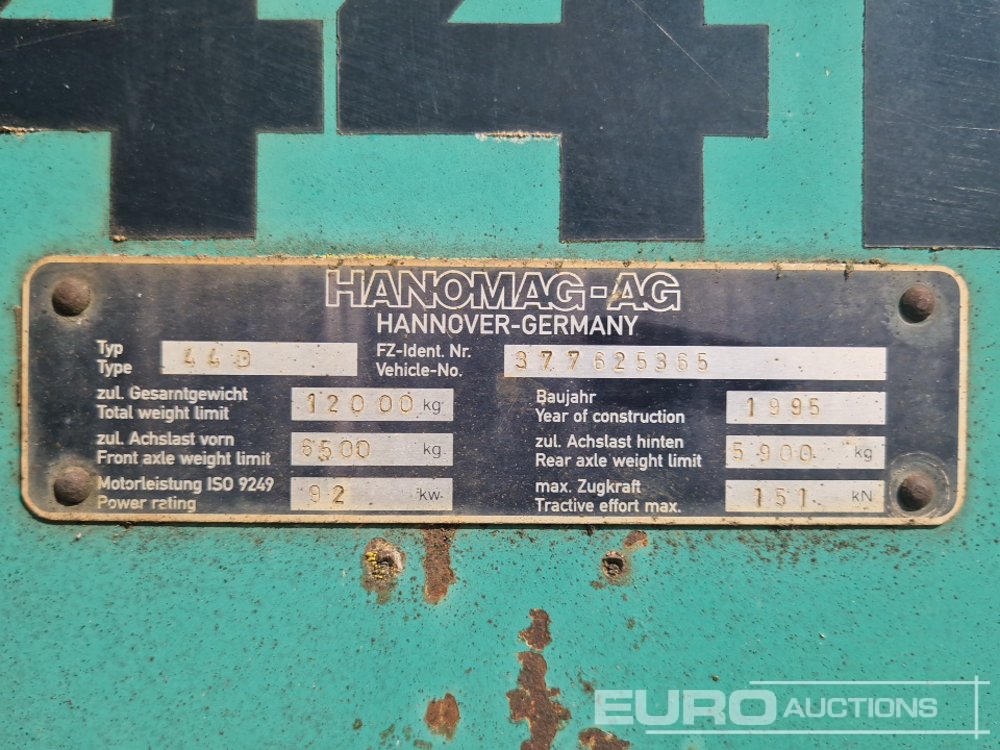 44
HANOMAG-AG
HANNOVER-GERMANY
Typ
Type
44D
FZ-Ident. Nr.
Vehicle-No.
377625365
zul. Gesamtgewicht
Total weight limit
12000 kg
Baujahr
Year of construction
1995
zul. Achslast vorn
Front axle weight limit
6500 kg
zul. Achslast hinten
Rear axle weight limit
5900 kg
Motorleistung ISO 9249
Power rating
92 kw
max. Zugkraft
Tractive effort max.
151 kN
EURO AUCTIONS